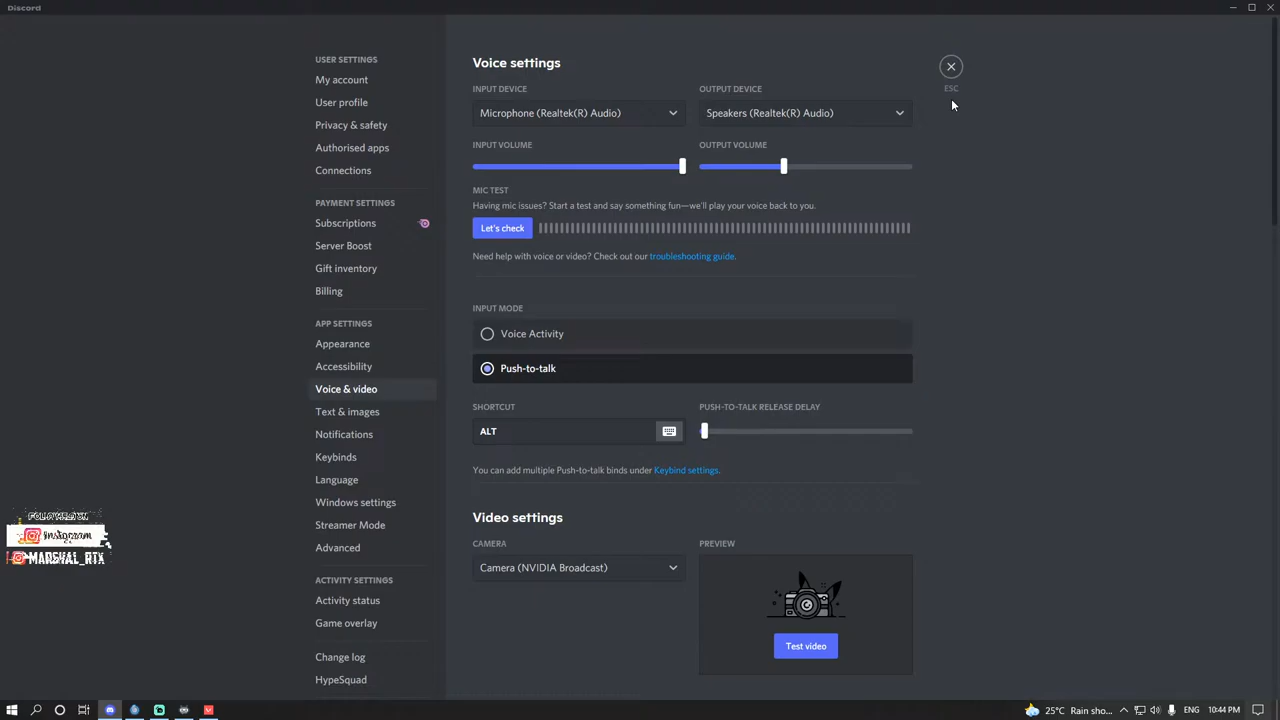 Discord
USER SETTINGS
My account
User profile
Privacy & safety
Authorised apps
Connections
PAYMENT SETTINGS
Subscriptions
Server Boost
Gift inventory
Billing
APP SETTINGS
Appearance
Accessibility
Voice & video
Text & images
Notifications
Keybinds
Language
Windows settings
Streamer Mode
Advanced
ACTIVITY SETTINGS
Activity status
Game overlay
Change log
HypeSquad
Voice settings
ESC
INPUT DEVICE
OUTPUT DEVICE
Microphone (Realtek(R) Audio)
Speakers (Realtek(R) Audio)
INPUT VOLUME
OUTPUT VOLUME
MIC TEST
Having mic issues? Start a test and say something fun—we'll play your voice back to you.
Let's check
Need help with voice or video? Check out our troubleshooting guide.
INPUT MODE
Voice Activity
Push-to-talk
SHORTCUT
PUSH-TO-TALK RELEASE DELAY
ALT
You can add multiple Push-to-talk binds under Keybind settings.
Video settings
CAMERA
PREVIEW
Camera (NVIDIA Broadcast)
Test video
Instagram
MARSHAL_RTX
25°C Rain sho...
10:44 PM